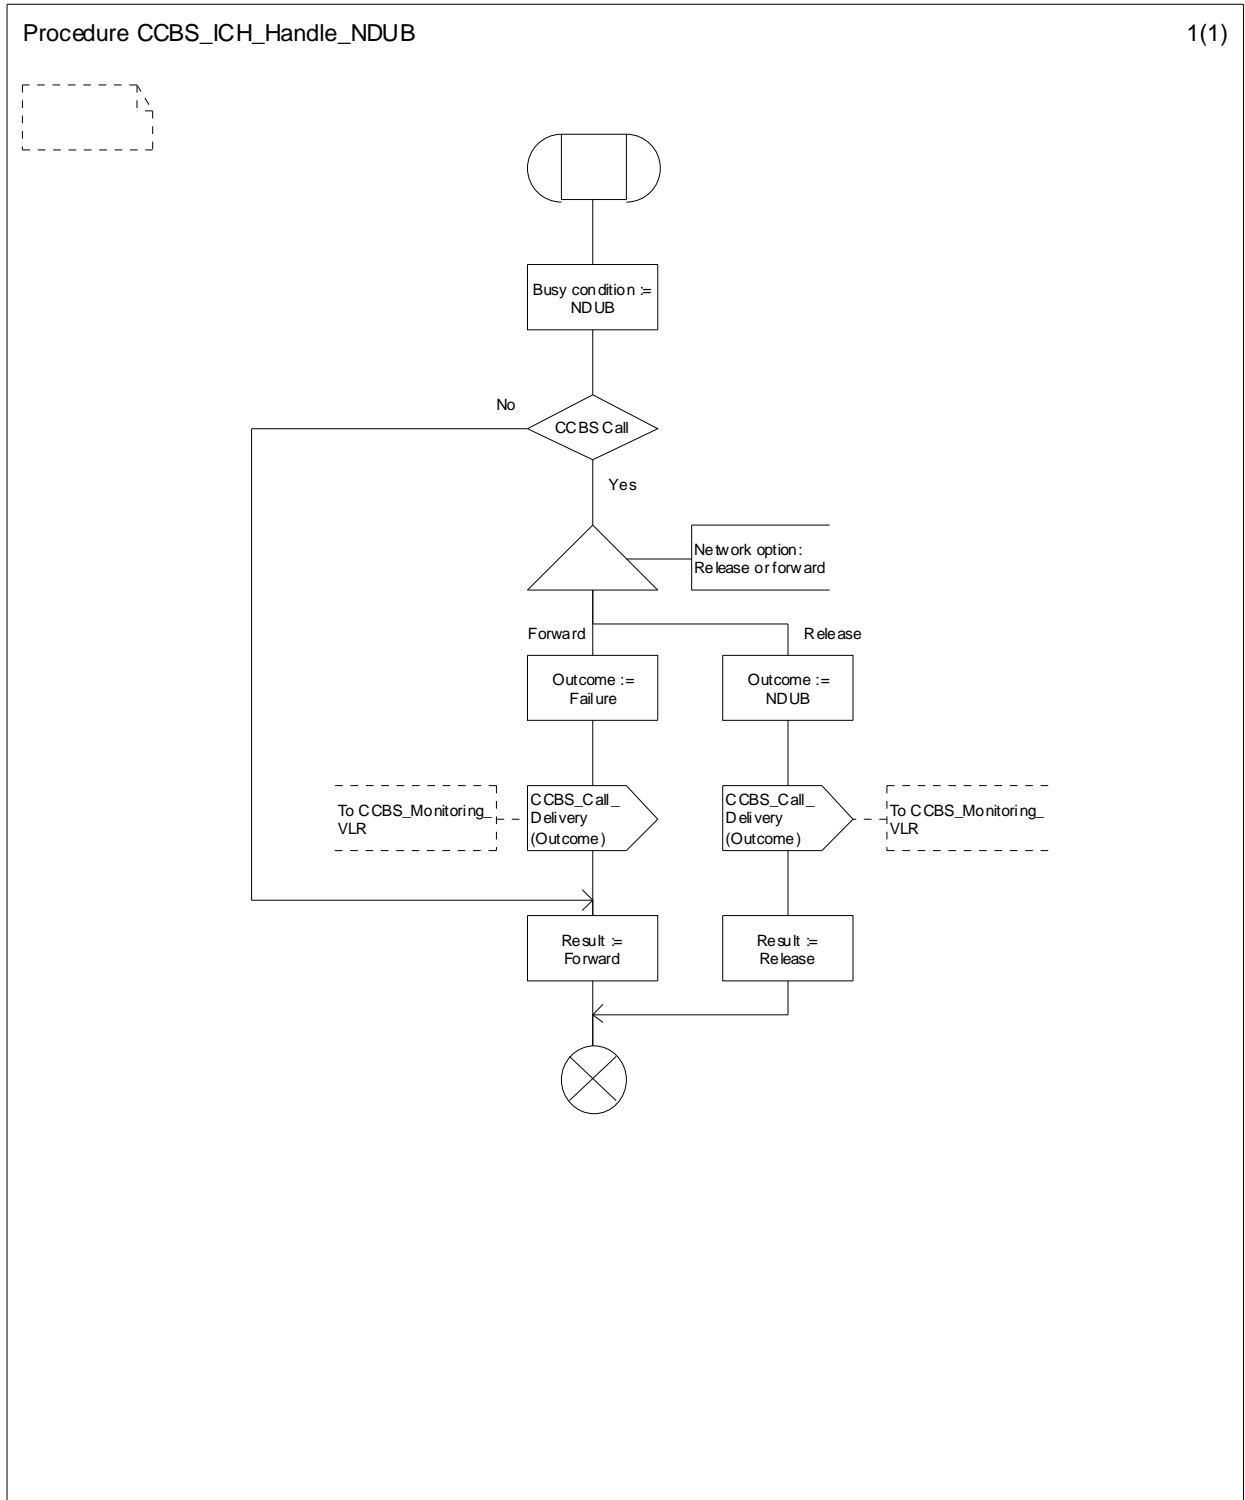 Procedure CCBS_ICH_Handle_NDUB
1(1)
Busy condition :=
NDUB
No
CCBS Call
Yes
Network option:
Release or forward
Forward
Release
Outcome :=
Failure
Outcome :=
NDUB
To CCBS_Monitoring_
VLR
CCBS_Call_
Delivery
(Outcome)
CCBS_Call_
Delivery
(Outcome)
To CCBS_Monitoring_
VLR
Result :=
Forward
Result :=
Release